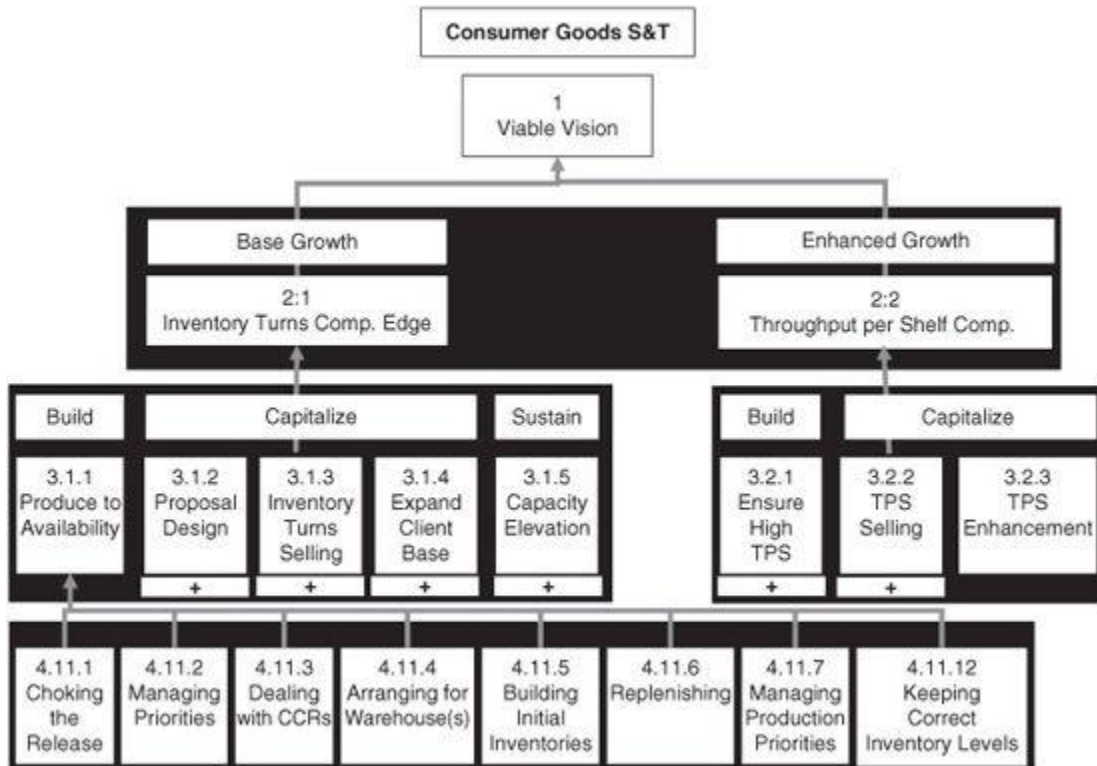 Consumer Goods S&T
1
Viable Vision
Base Growth
Enhanced Growth
2:1
Inventory Turns Comp. Edge
2:2
Throughput per Shelf Comp.
Build
Capitalize
Sustain
Build
Capitalize
3.1.1
Produce to
Availability
3.1.2
Proposal
Design
+
3.1.3
Inventory
Turns
Selling
+
3.1.4
Expand
Client
Base
+
3.1.5
Capacity
Elevation
+
3.2.1
Ensure
High
TPS
+
3.2.2
TPS
Selling
+
3.2.3
TPS
Enhancement
4.11.1
Choking
the
Release
4.11.2
Managing
Priorities
4.11.3
Dealing
with CCRs
4.11.4
Arranging for
Warehouse(s)
4.11.5
Building
Initial
Inventories
4.11.6
Replenishing
4.11.7
Managing
Production
Priorities
4.11.12
Keeping
Correct
Inventory Levels